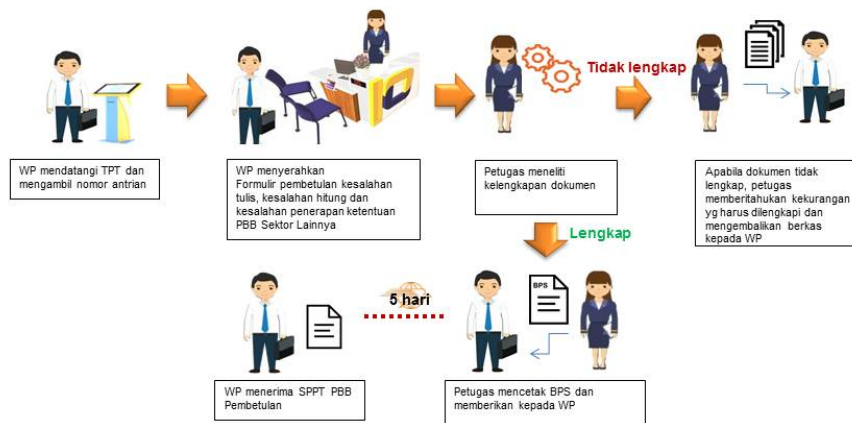 Tidak lengkap
WP mendatangi TPT dan
mengambil nomor antrian
WP menyerahkan
Formulir pembetulan kesalahan
tulis, kesalahan hitung dan
kesalahan penerapan ketentuan
PBB Sektor Lainnya
Petugas meneliti
kelengkapan dokumen
Apabila dokumen tidak
lengkap, petugas
memberitahukan kekurangan
yg harus dilengkapi dan
mengembalikan berkas
kepada WP
Lengkap
BPS
5 hari
WP menerima SPPT PBB
Pembetulan
Petugas mencetak BPS dan
memberikan kepada WP